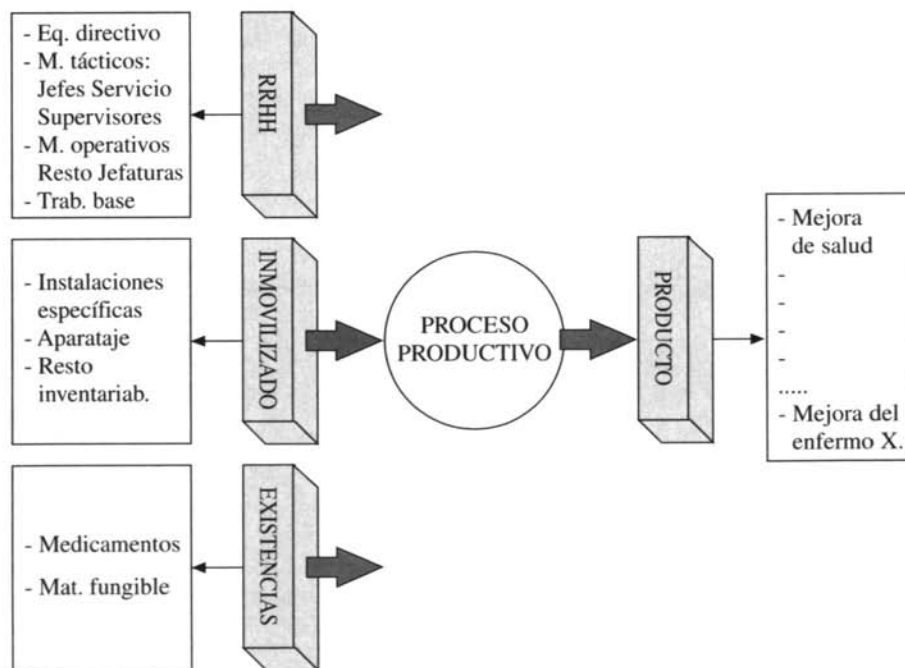 - Eq. directivo
- M. tácticos:
Jefes Servicio
Supervisores
- M. operativos
Resto Jefaturas
- Trab. base
RRHH
- Instalaciones
específicas
- Aparataje
- Resto
inventariab.
INMOVILIZADO
PROCESO
PRODUCTIVO
PRODUCTO
- Mejora
de salud
-
-
-
-
.....
- Mejora del
enfermo X.
- Medicamentos
- Mat. fungible
EXISTENCIAS